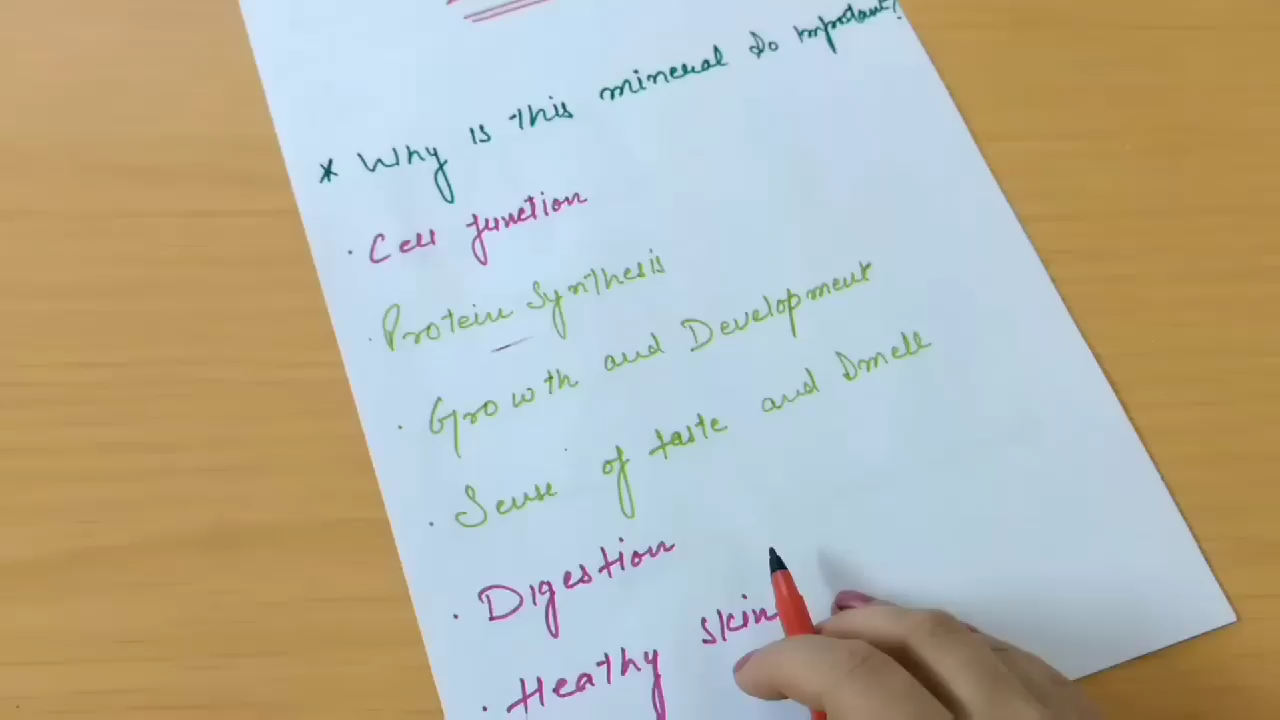 * Why is this mineral So Important?
. Cell function
. Protein Synthesis
. Growth and Development
. Sense of taste and Smell
. Digestion
. Heathy skin